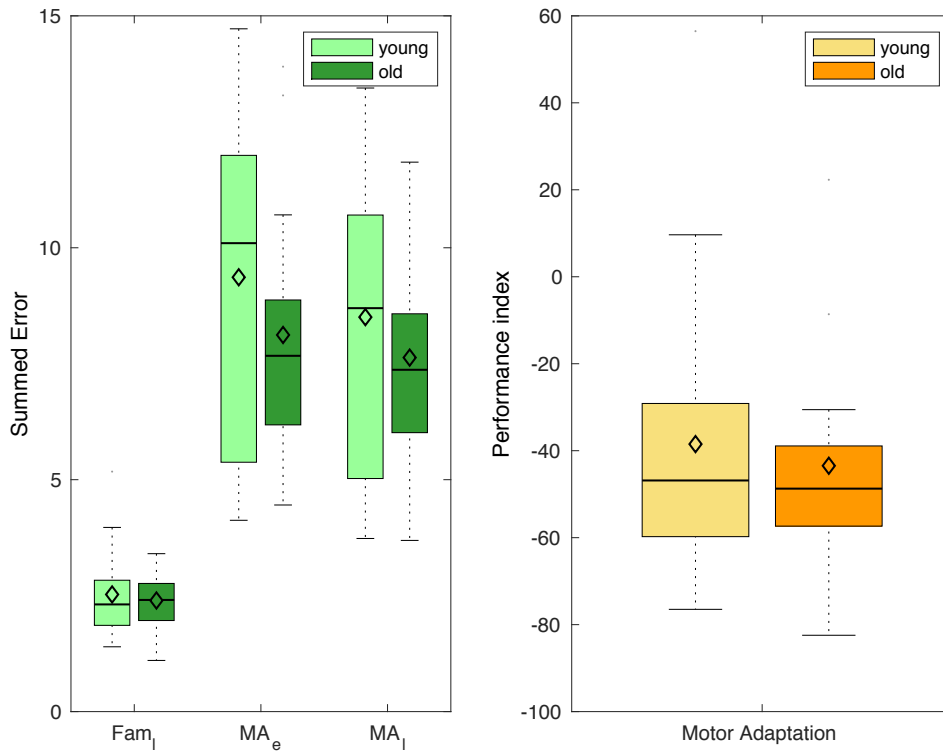 15
10
5
0
Summed Error
young
old
Fam_l
MA_e
MA_l
60
40
20
0
-20
-40
-60
-80
-100
Performance index
young
old
Motor Adaptation